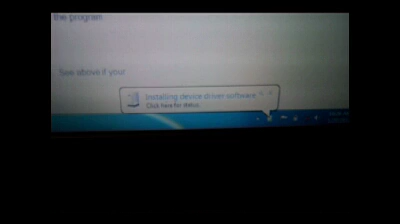 the program
See above if your
Installing device driver software
Click here for status.